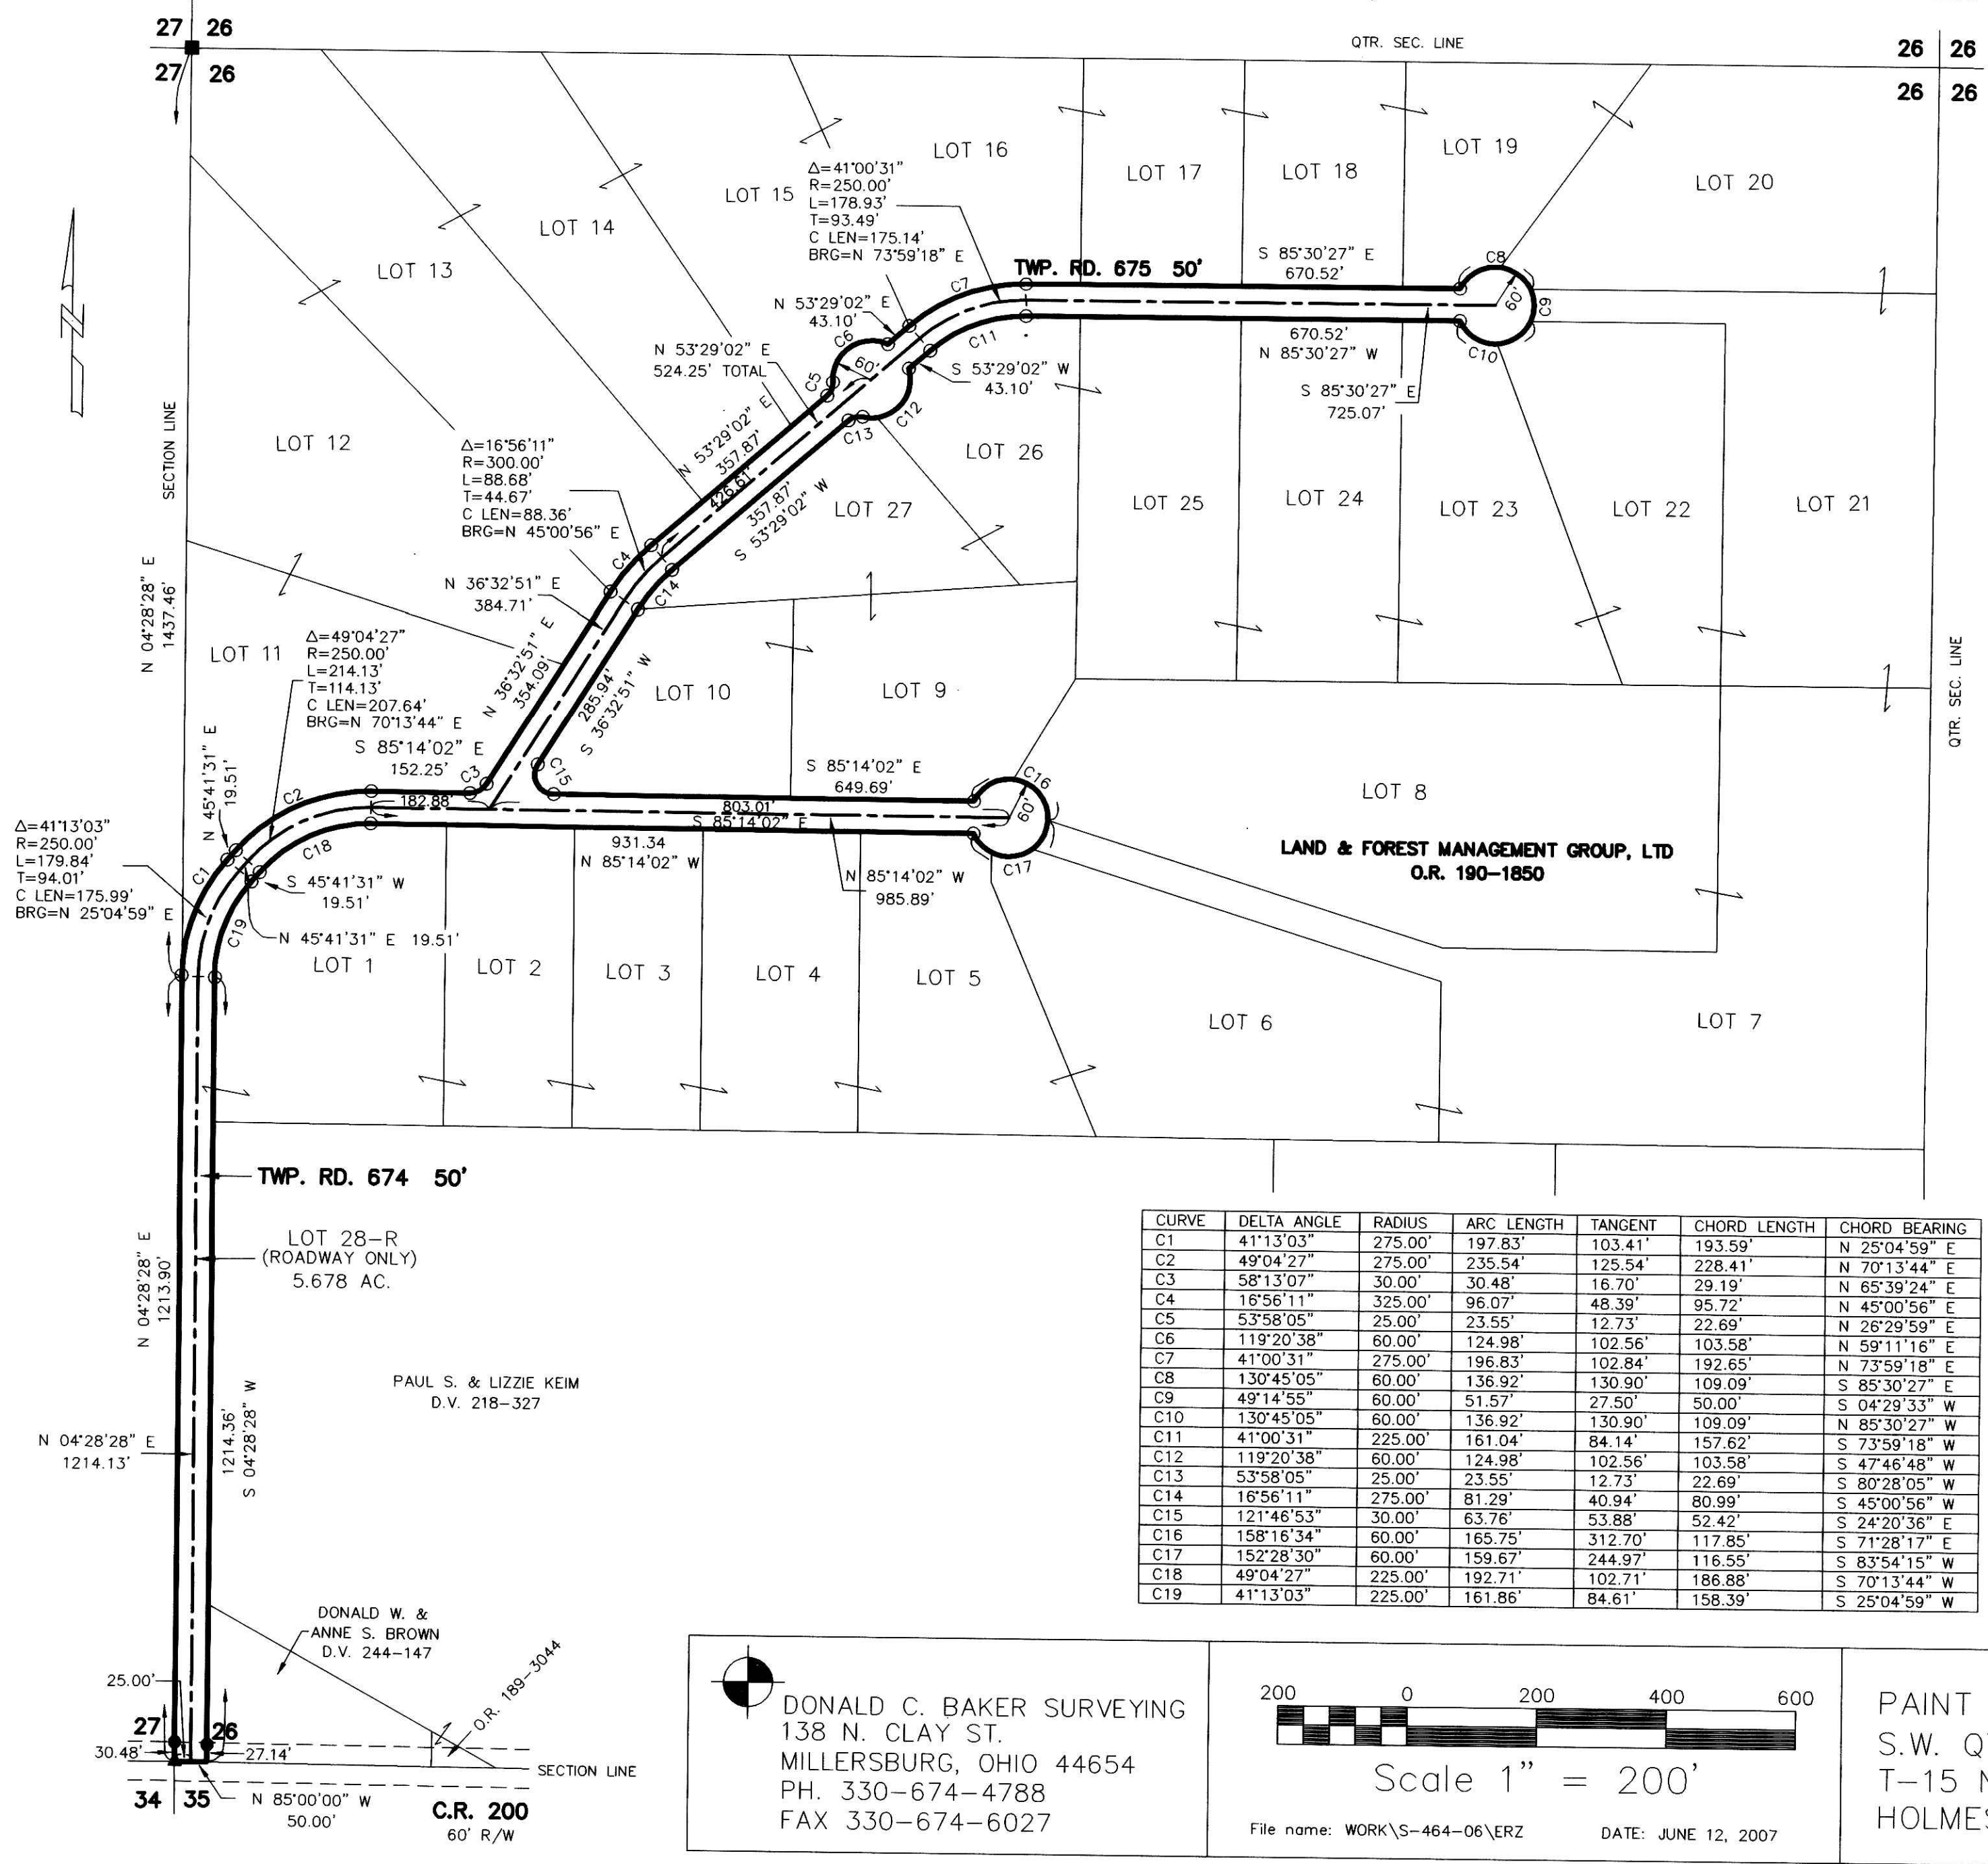 27 26
27 26
QTR. SEC. LINE
26 26
26 26
LOT 16
LOT 17
LOT 18
LOT 19
LOT 20
LOT 15
LOT 14
LOT 13
Δ=41°00'31"
R=250.00'
L=178.93'
T=93.49'
C LEN=175.14'
BRG=N 73°59'18" E
TWP. RD. 675 50'
S 85°30'27" E
670.52'
C8
60'
C9
C10
C7
N 53°29'02" E
43.10'
C6
60'
C5
C11
670.52'
N 85°30'27" W
S 53°29'02" W
43.10'
S 85°30'27" E
725.07'
N 53°29'02" E
524.25' TOTAL
C12
C13
SECTION LINE
LOT 12
N 53°29'02" E
357.87'
426.61'
357.87'
S 53°29'02" W
Δ=16°56'11"
R=300.00'
L=88.68'
T=44.67'
C LEN=88.36'
BRG=N 45°00'56" E
LOT 26
LOT 27
LOT 25
LOT 24
LOT 23
LOT 22
LOT 21
N 04°28'28" E
1437.46'
C4
C14
N 36°32'51" E
384.71'
LOT 11
Δ=49°04'27"
R=250.00'
L=214.13'
T=114.13'
C LEN=207.64'
BRG=N 70°13'44" E
N 36°32'51" E
354.09'
285.94'
S 36°32'51" W
LOT 10
LOT 9
QTR. SEC. LINE
S 85°14'02" E
152.25'
C3
C15
S 85°14'02" E
649.69'
C16
60'
C17
LOT 8
N 45°41'31" E
19.51'
C2
182.88'
803.01'
S 85°14'02" E
931.34
N 85°14'02" W
N 85°14'02" W
985.89'
LAND & FOREST MANAGEMENT GROUP, LTD
O.R. 190-1850
Δ=41°13'03"
R=250.00'
L=179.84'
T=94.01'
C LEN=175.99'
BRG=N 25°04'59" E
C1
C18
S 45°41'31" W
19.51'
C19
N 45°41'31" E 19.51'
LOT 1
LOT 2
LOT 3
LOT 4
LOT 5
LOT 6
LOT 7
TWP. RD. 674 50'
LOT 28-R
(ROADWAY ONLY)
5.678 AC.
N 04°28'28" E
1213.90'
PAUL S. & LIZZIE KEIM
D.V. 218-327
N 04°28'28" E
1214.13'
1214.36'
S 04°28'28" W
CURVE DELTA ANGLE RADIUS ARC LENGTH TANGENT CHORD LENGTH CHORD BEARING
C1 41°13'03" 275.00' 197.83' 103.41' 193.59' N 25°04'59" E
C2 49°04'27" 275.00' 235.54' 125.54' 228.41' N 70°13'44" E
C3 58°13'07" 30.00' 30.48' 16.70' 29.19' N 65°39'24" E
C4 16°56'11" 325.00' 96.07' 48.39' 95.72' N 45°00'56" E
C5 53°58'05" 25.00' 23.55' 12.73' 22.69' N 26°29'59" E
C6 119°20'38" 60.00' 124.98' 102.56' 103.58' N 59°11'16" E
C7 41°00'31" 275.00' 196.83' 102.84' 192.65' N 73°59'18" E
C8 130°45'05" 60.00' 136.92' 130.90' 109.09' S 85°30'27" E
C9 49°14'55" 60.00' 51.57' 27.50' 50.00' S 04°29'33" W
C10 130°45'05" 60.00' 136.92' 130.90' 109.09' N 85°30'27" W
C11 41°00'31" 225.00' 161.04' 84.14' 157.62' S 73°59'18" W
C12 119°20'38" 60.00' 124.98' 102.56' 103.58' S 47°46'48" W
C13 53°58'05" 25.00' 23.55' 12.73' 22.69' S 80°28'05" W
C14 16°56'11" 275.00' 81.29' 40.94' 80.99' S 45°00'56" W
C15 121°46'53" 30.00' 63.76' 53.88' 52.42' S 24°20'36" E
C16 158°16'34" 60.00' 165.75' 312.70' 117.85' S 71°28'17" E
C17 152°28'30" 60.00' 159.67' 244.97' 116.55' S 83°54'15" W
C18 49°04'27" 225.00' 192.71' 102.71' 186.88' S 70°13'44" W
C19 41°13'03" 225.00' 161.86' 84.61' 158.39' S 25°04'59" W
DONALD W. &
ANNE S. BROWN
D.V. 244-147
O.R. 189-3044
25.00'
27 26
30.48'
27.14'
SECTION LINE
34 35
N 85°00'00" W
50.00'
C.R. 200
60' R/W
DONALD C. BAKER SURVEYING
138 N. CLAY ST.
MILLERSBURG, OHIO 44654
PH. 330-674-4788
FAX 330-674-6027
200 0 200 400 600
Scale 1" = 200'
File name: WORK\S-464-06\ERZ
DATE: JUNE 12, 2007
PAINT
S.W. Q
T-15 N
HOLMES